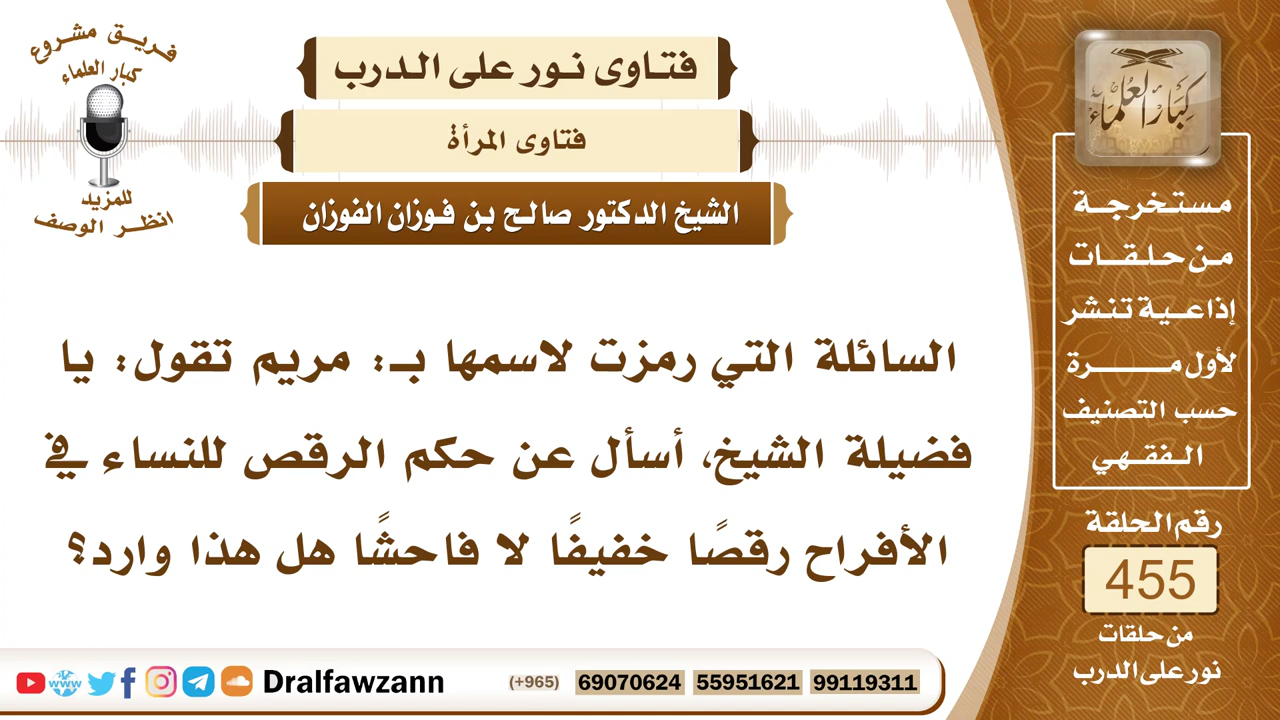 فريق مشروع
كبار العلماء
للمزيد
انظر الوصف
فتاوى نور على الدرب
فتاوى المرأة
الشيخ الدكتور صالح بن فوزان الفوزان
كبار العلماء
مستخرجة
من حلقات
إذاعية تنشر
لأول مرة
حسب التصنيف
الفقهي
رقم الحلقة
455
من حلقات
نور على الدرب
السائلة التي رمزت لاسمها بـ: مريم تقول: يا
فضيلة الشيخ، أسأل عن حكم الرقص للنساء في
الأفراح رقصًا خفيفًا لا فاحشًا هل هذا وارد؟
www
Dralfawzann (+965) 69070624 55951621 99119311